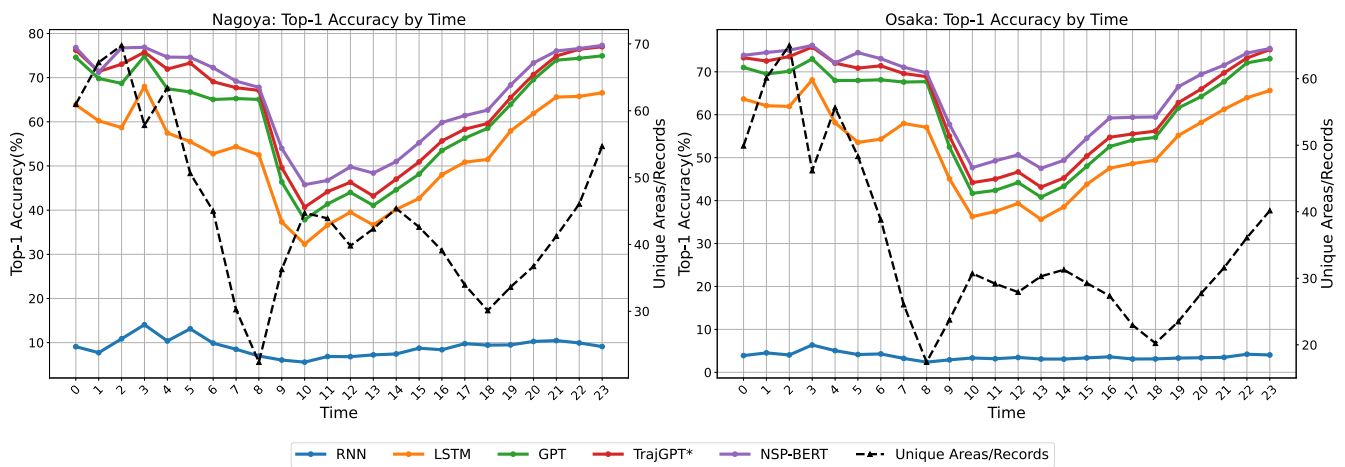 Nagoya: Top-1 Accuracy by Time
Top-1 Accuracy(%)
80
70
60
50
40
30
20
10
70
60
50
40
30
Unique Areas/Records
0 1 2 3 4 5 6 7 8 9 10 11 12 13 14 15 16 17 18 19 20 21 22 23
Time
Osaka: Top-1 Accuracy by Time
Top-1 Accuracy(%)
70
60
50
40
30
20
10
0
60
50
40
30
20
Unique Areas/Records
0 1 2 3 4 5 6 7 8 9 10 11 12 13 14 15 16 17 18 19 20 21 22 23
Time
RNN LSTM GPT TrajGPT* NSP-BERT Unique Areas/Records